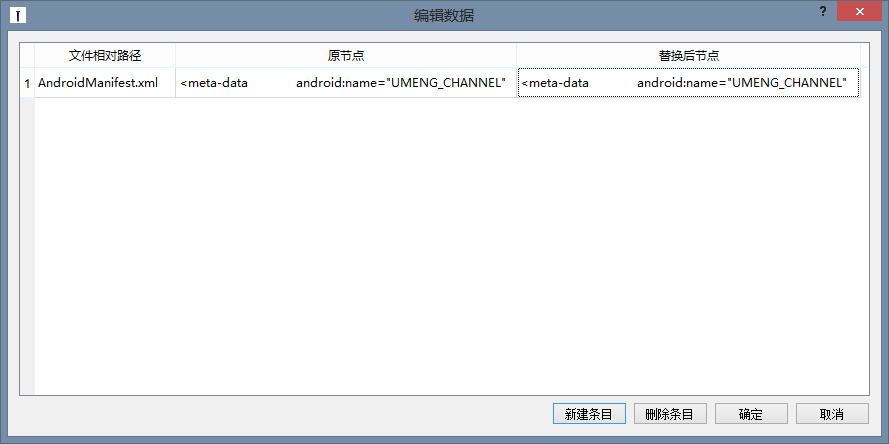 编辑数据
?
文件相对路径 原节点 替换后节点
1 AndroidManifest.xml <meta-data android:name="UMENG_CHANNEL" <meta-data android:name="UMENG_CHANNEL"
新建条目 删除条目 确定 取消